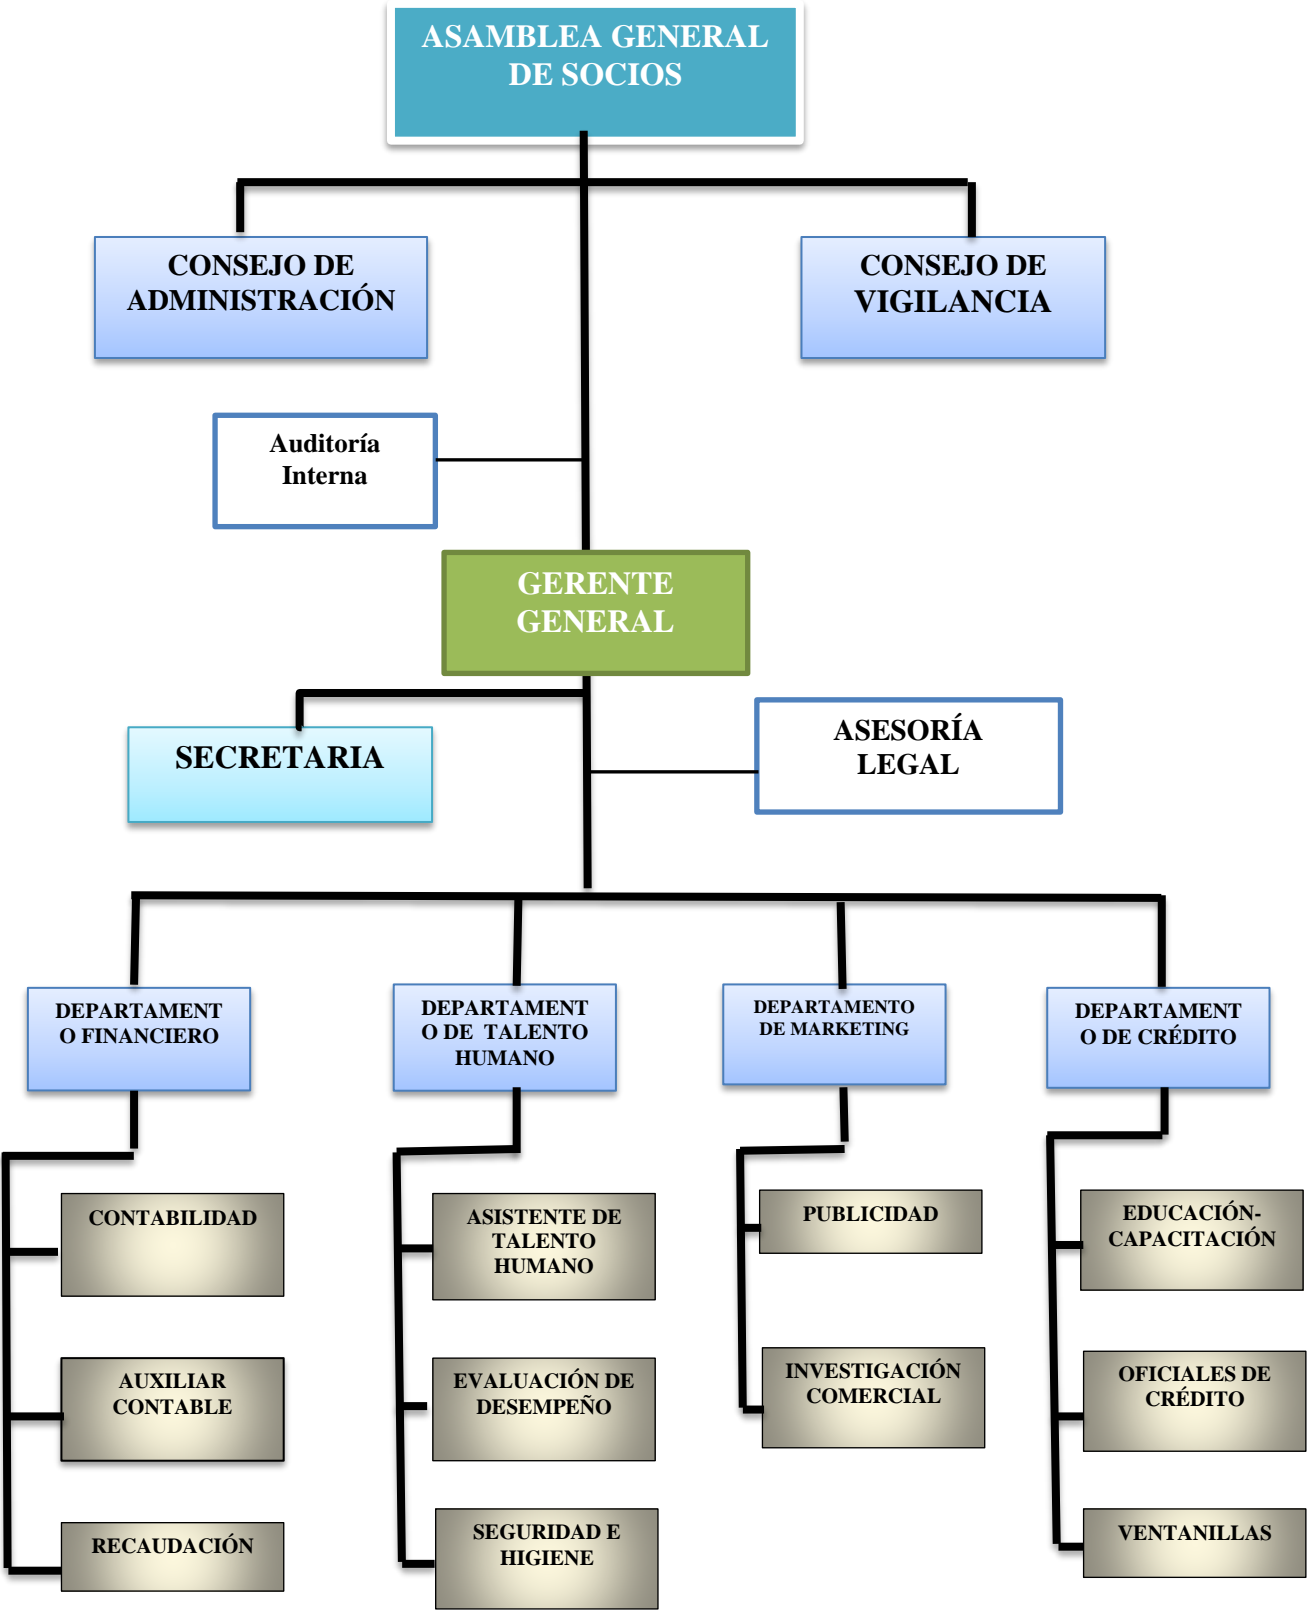 ASAMBLEA GENERAL
DE SOCIOS
CONSEJO DE
ADMINISTRACIÓN
CONSEJO DE
VIGILANCIA
Auditoría
Interna
GERENTE
GENERAL
SECRETARIA
ASESORÍA
LEGAL
DEPARTAMENT
O FINANCIERO
DEPARTAMENT
O DE TALENTO
HUMANO
DEPARTAMENTO
DE MARKETING
DEPARTAMENT
O DE CRÉDITO
CONTABILIDAD
ASISTENTE DE
TALENTO
HUMANO
PUBLICIDAD
EDUCACIÓN-
CAPACITACIÓN
AUXILIAR
CONTABLE
EVALUACIÓN DE
DESEMPEÑO
INVESTIGACIÓN
COMERCIAL
OFICIALES DE
CRÉDITO
RECAUDACIÓN
SEGURIDAD E
HIGIENE
VENTANILLAS